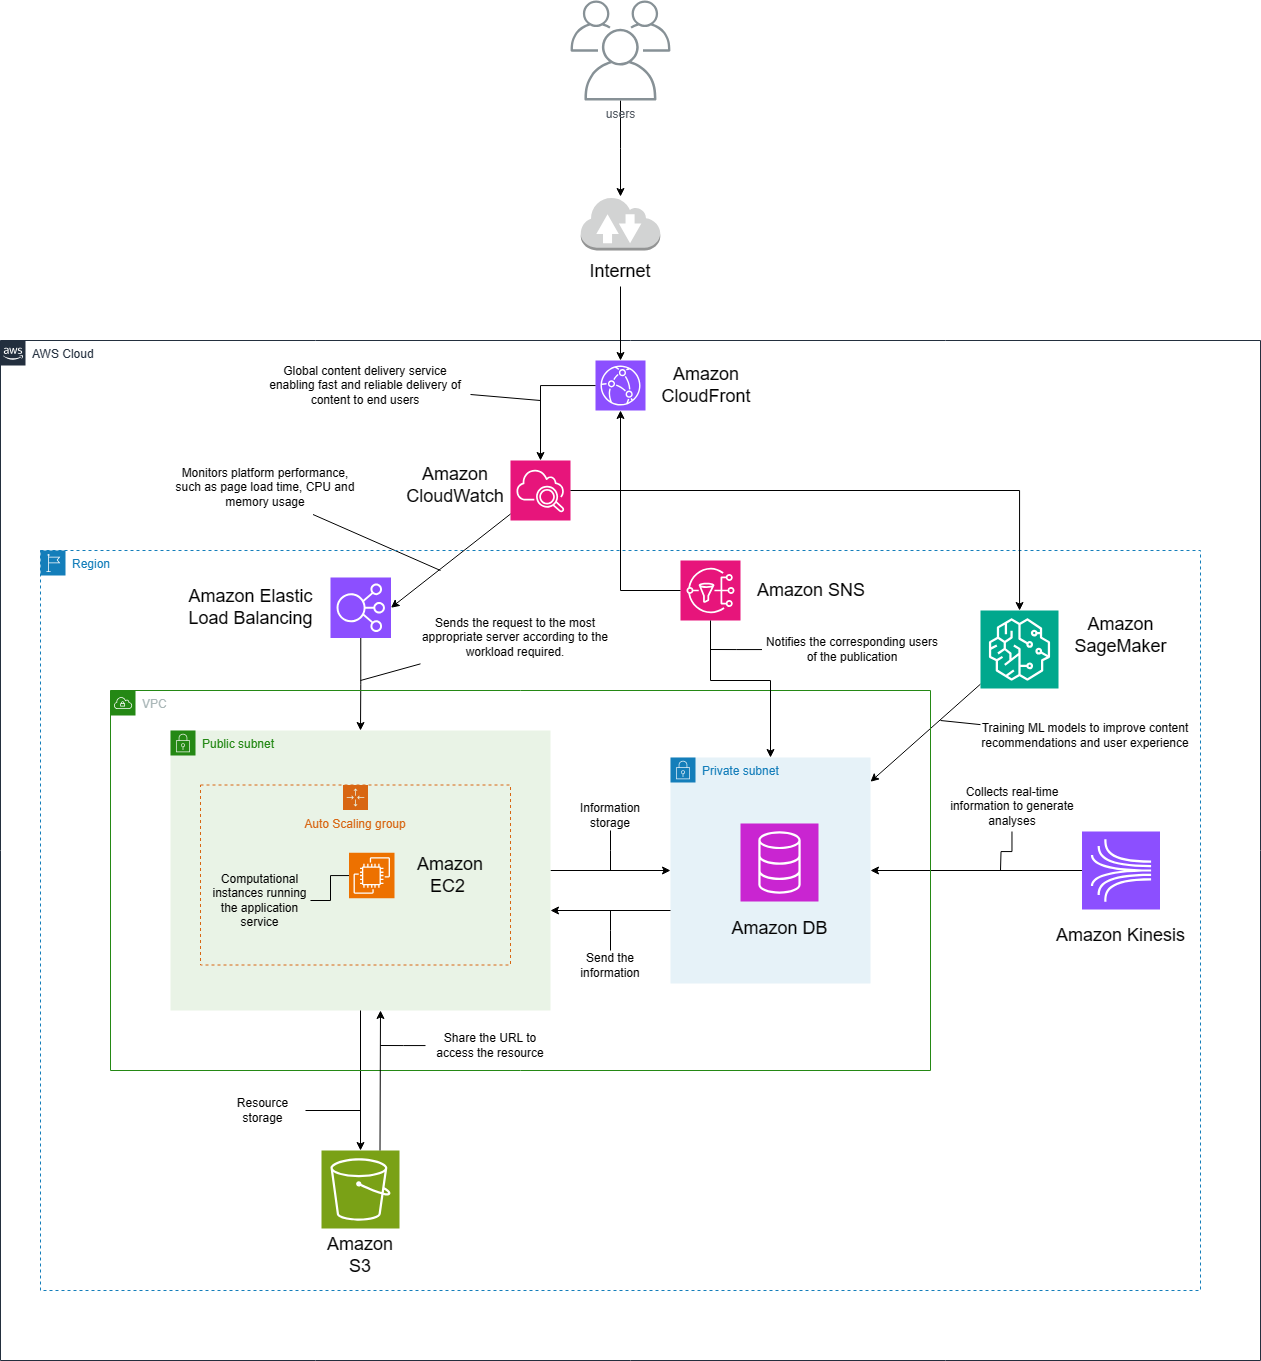 users
Internet
aws
AWS Cloud
Amazon
CloudFront
Global content delivery service
enabling fast and reliable delivery of
content to end users
Amazon
CloudWatch
Monitors platform performance,
such as page load time, CPU and
memory usage
Region
Amazon Elastic
Load Balancing
Amazon SNS
Sends the request to the most
appropriate server according to the
workload required.
Notifies the corresponding users
of the publication
Amazon
SageMaker
VPC
Public subnet
Private subnet
Training ML models to improve content
recommendations and user experience
Auto Scaling group
Information
storage
Collects real-time
information to generate
analyses
Amazon
EC2
Computational
instances running
the application
service
Amazon DB
Amazon Kinesis
Send the
information
Share the URL to
access the resource
Resource
storage
Amazon
S3